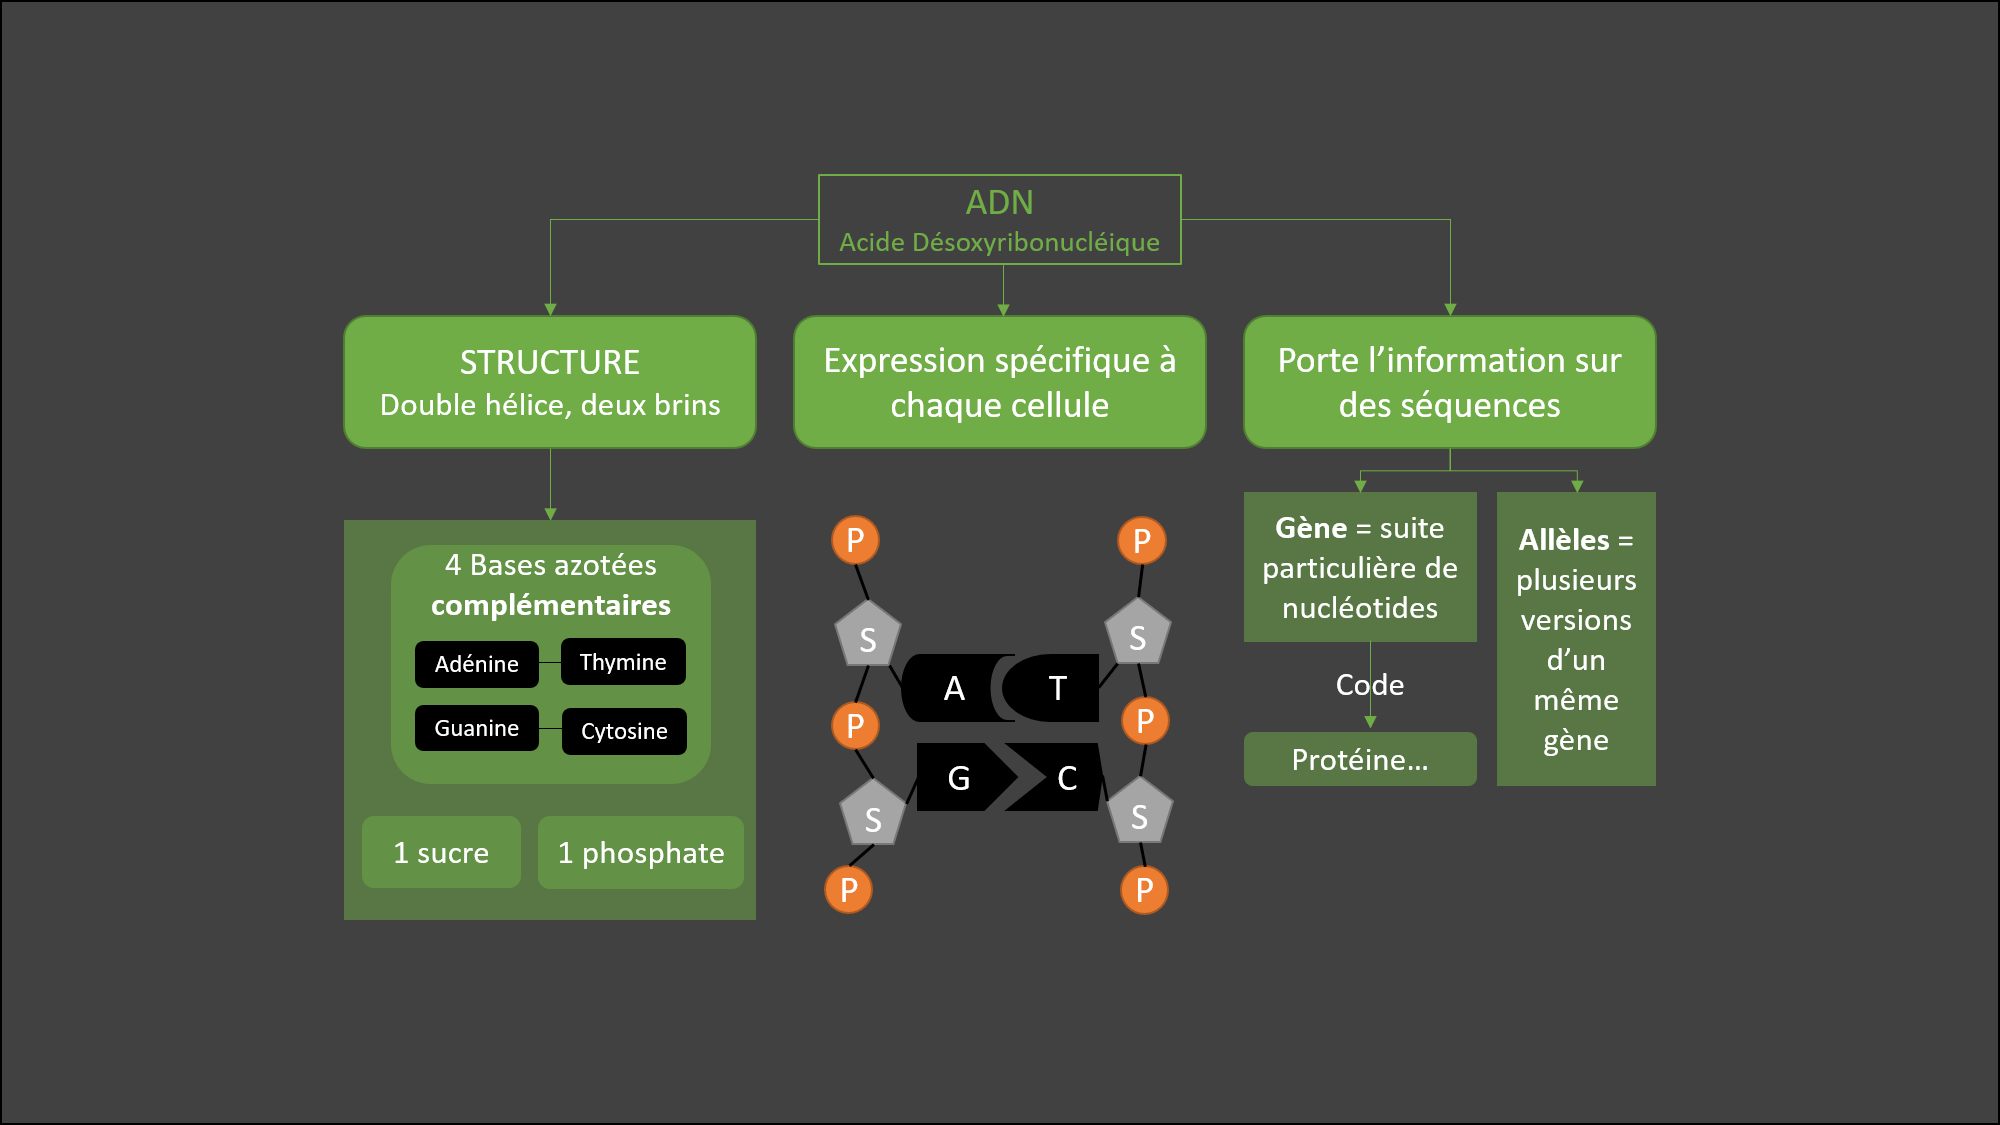 ADN
Acide Désoxyribonucléique
STRUCTURE
Double hélice, deux brins
4 Bases azotées
complémentaires
Adénine
Thymine
Guanine
Cytosine
1 sucre
1 phosphate
Expression spécifique à
chaque cellule
P
P
S
S
A
T
P
P
G
C
S
S
P
P
Porte l’information sur
des séquences
Gène = suite
particulière de
nucléotides
Code
Protéine...
Allèles =
plusieurs
versions
d’un
même
gène